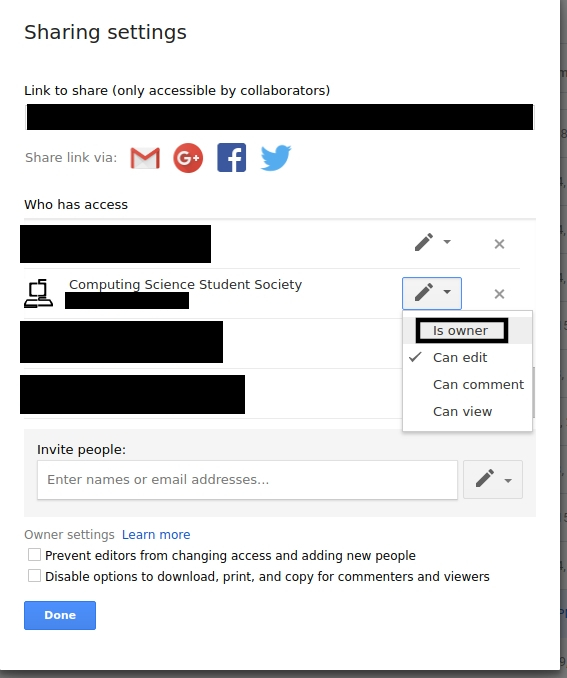 Sharing settings
Link to share (only accessible by collaborators)
Share link via:
G+
Who has access
Computing Science Student Society
Is owner
Can edit
Can comment
Can view
Invite people:
Enter names or email addresses...
Owner settings Learn more
Prevent editors from changing access and adding new people
Disable options to download, print, and copy for commenters and viewers
Done